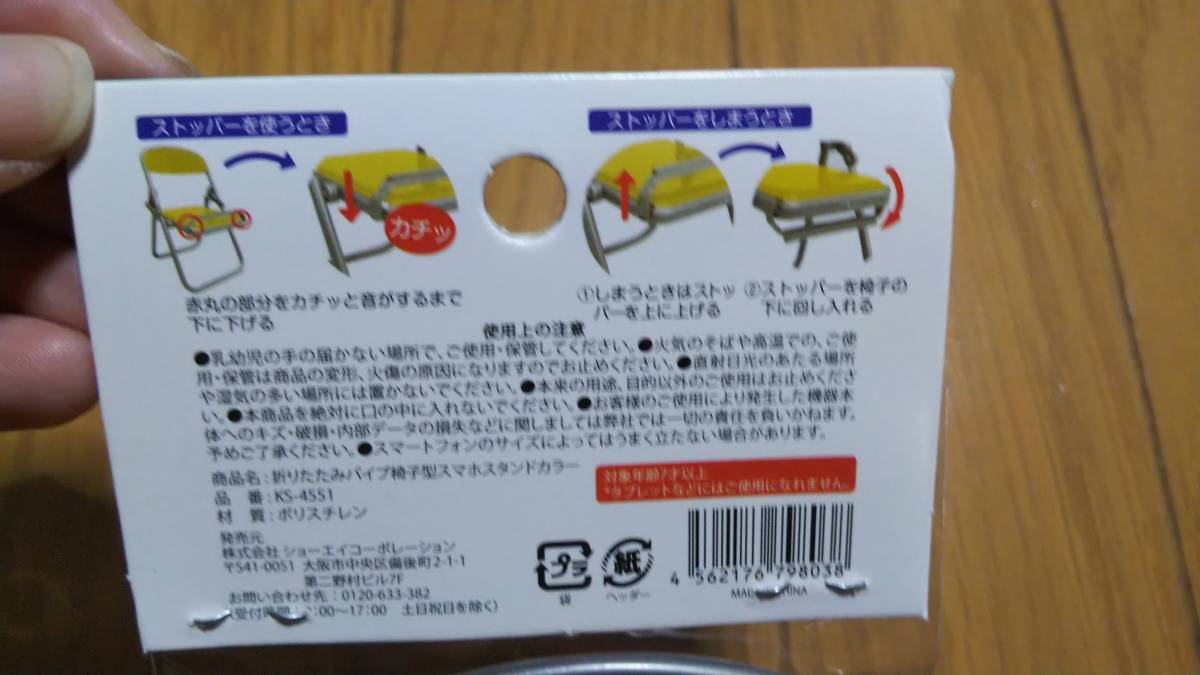 ストッパーを使うとき
ストッパーをしまうとき
カチッ
赤丸の部分をカチッと音がするまで
下に下げる
①しまうときはストッ
パーを上に上げる
②ストッパーを椅子の
下に回し入れる
使用上の注意
●乳幼児の手の届かない場所で、ご使用・保管してください。●火気のそばや高温での、ご使
用・保管は商品の変形、火傷の原因になりますのでお止めください。●直射日光のあたる場所
や湿気の多い場所には置かないでください。●本来の用途、目的以外のご使用はお止めくださ
い。●本商品を絶対に口の中に入れないでください。●お客様のご使用により発生した機器本
体へのキズ・破損・内部データの損失などに関しましては弊社では一切の責任を負いかねます。
予めご了承ください。●スマートフォンのサイズによってはうまく立たない場合があります。
商品名：折りたたみパイプ椅子型スマホスタンドカラー
品 番：KS-4551
材 質：ポリスチレン
対象年齢7才以上
*タブレットなどにはご使用になれません。
発売元
株式会社 ショーエイコーポレーション
〒541-0051 大阪市中央区備後町2-1-1
第二野村ビル7F
お問い合わせ先：0120-633-382
受付時間 :00～17:00 土日祝日を除く）
プラ
袋
紙
ヘッダー
4 562176 798038
MADE CHINA